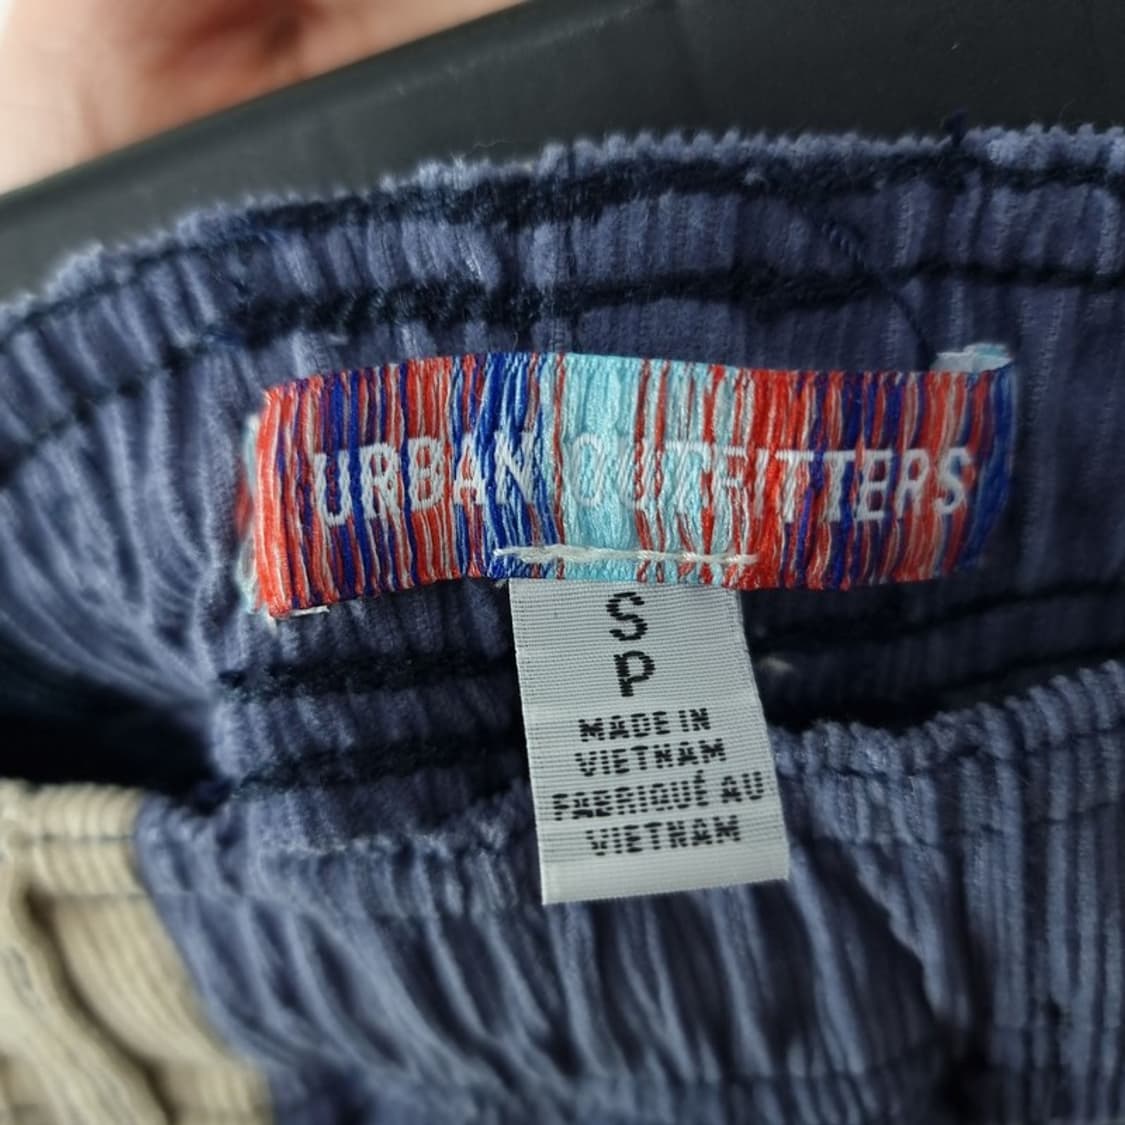 URBAN OUTFITTERS
S
P
MADE IN
VIETNAM
FABRIQUÉ AU
VIETNAM